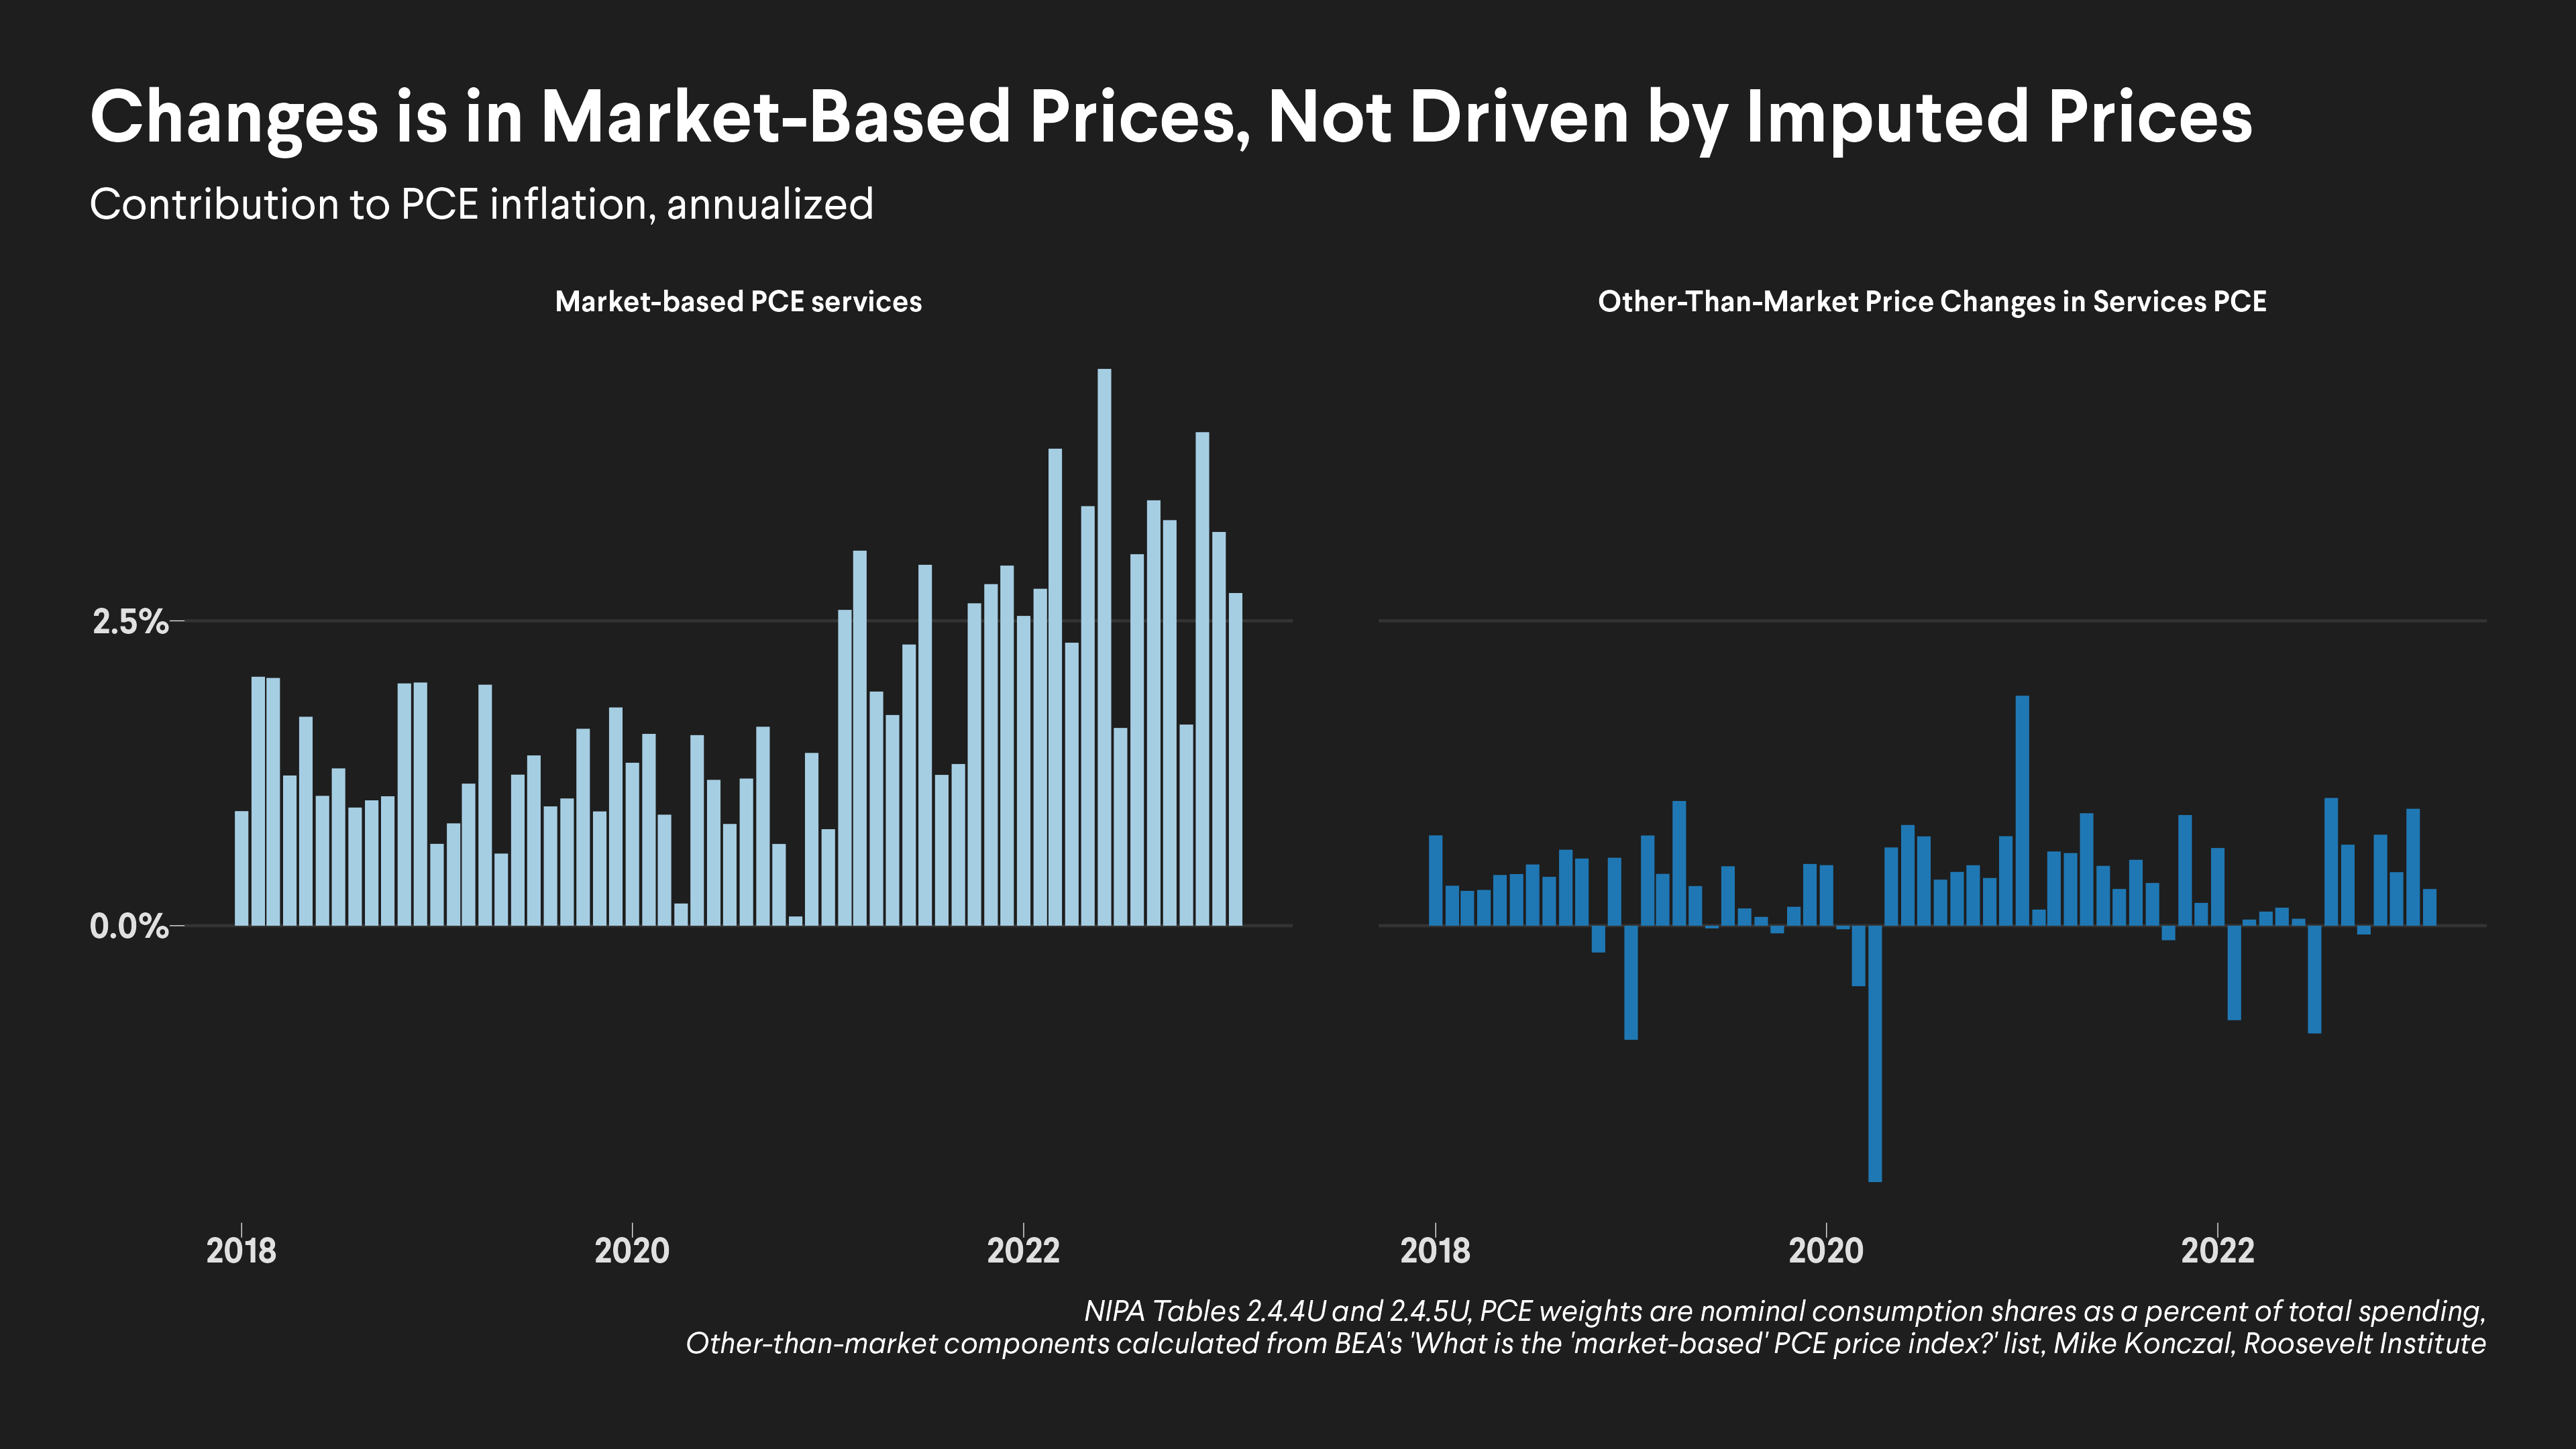 Changes is in Market-Based Prices, Not Driven by Imputed Prices
Contribution to PCE inflation, annualized
Market-based PCE services
Other-Than-Market Price Changes in Services PCE
2.5%
0.0%
2018
2020
2022
2018
2020
2022
NIPA Tables 2.4.4U and 2.4.5U, PCE weights are nominal consumption shares as a percent of total spending,
Other-than-market components calculated from BEA's 'What is the 'market-based' PCE price index?' list, Mike Konczal, Roosevelt Institute